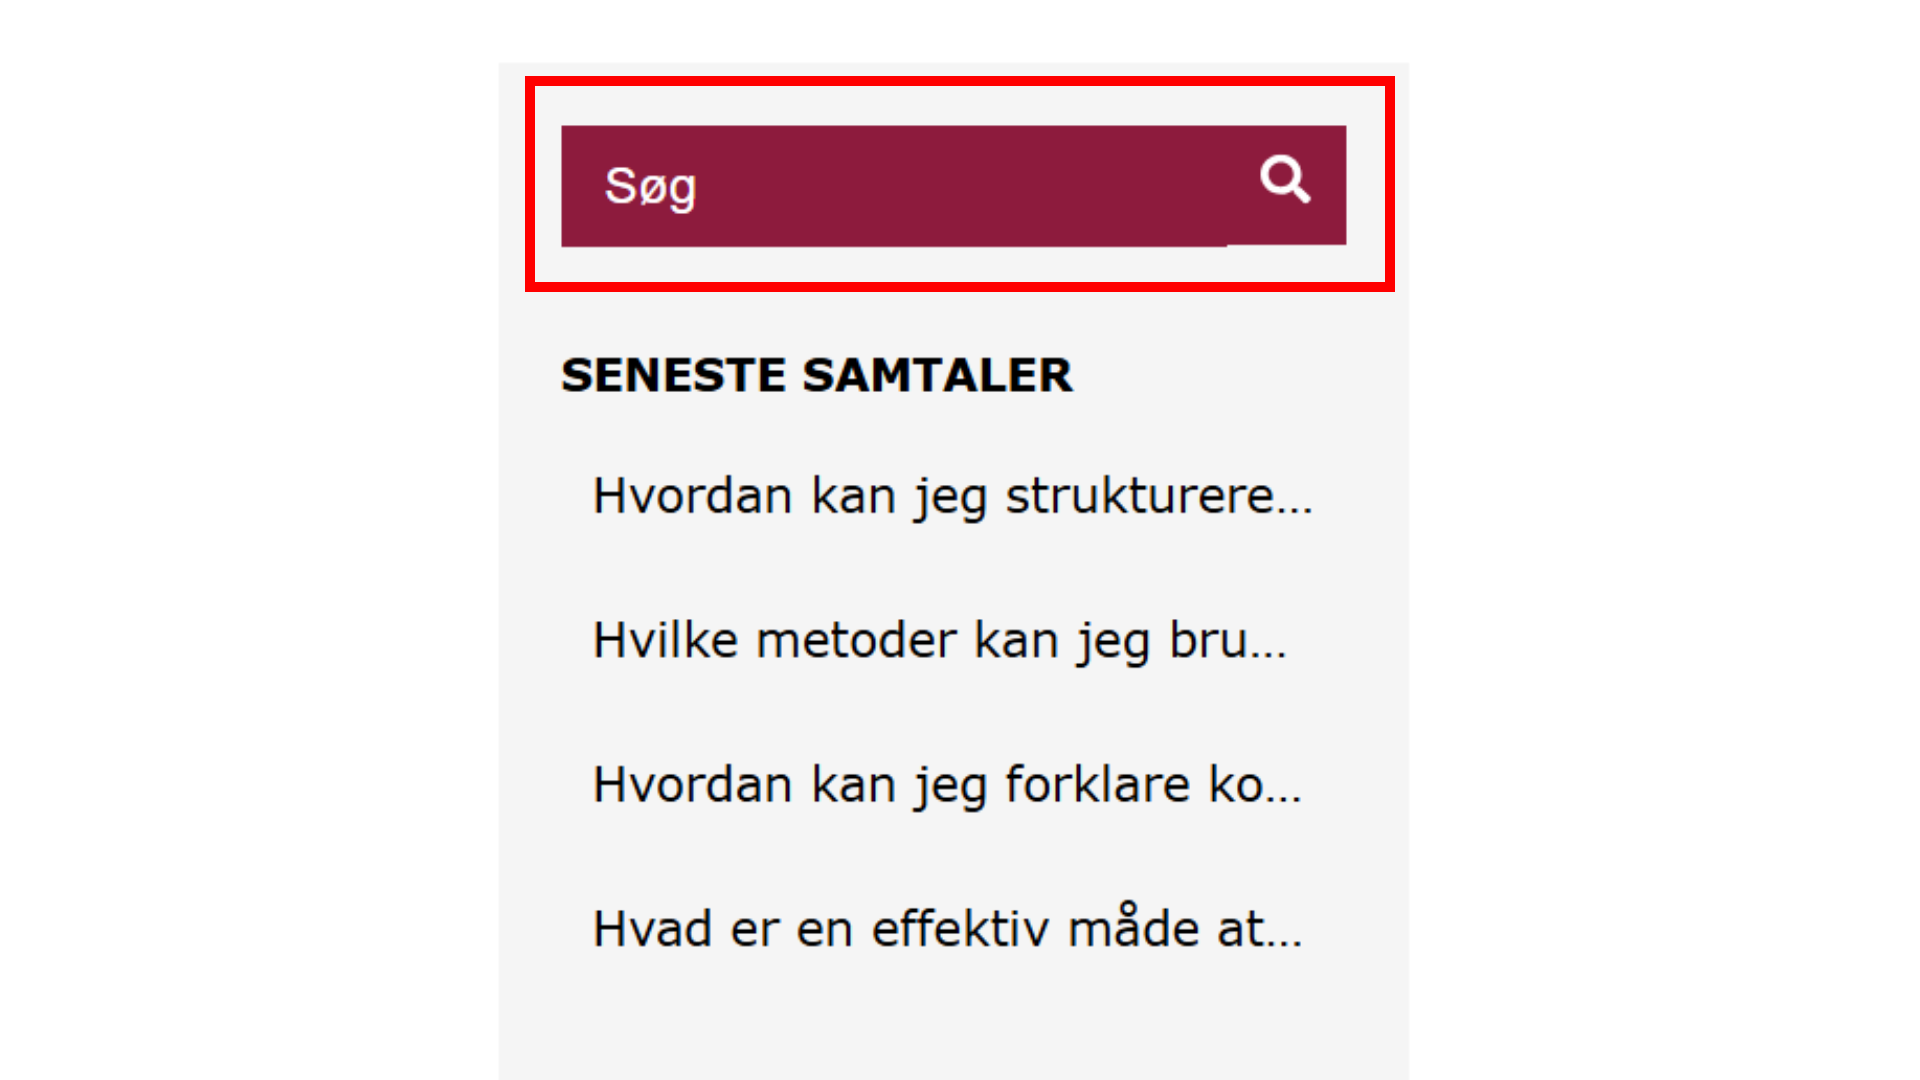 Søg
SENESTE SAMTALER
Hvordan kan jeg strukturere...
Hvilke metoder kan jeg bru...
Hvordan kan jeg forklare ko...
Hvad er en effektiv måde at...